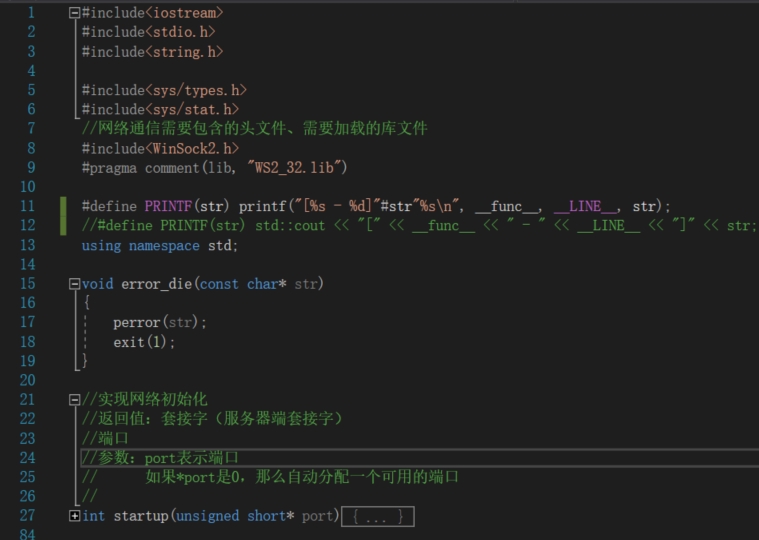 1 #include<iostream>
2 #include<stdio.h>
3 #include<string.h>
4
5 #include<sys/types.h>
6 #include<sys/stat.h>
7 //网络通信需要包含的头文件、需要加载的库文件
8 #include<WinSock2.h>
9 #pragma comment(lib, "WS2_32.lib")
10
11 #define PRINTF(str) printf("[%s - %d]"#str"%s\n", __func__, __LINE__, str);
12 //#define PRINTF(str) std::cout << "[" << __func__ << " - " << __LINE__ << "]" << str;
13 using namespace std;
14
15 void error_die(const char* str)
16 {
17 perror(str);
18 exit(1);
19 }
20
21 //实现网络初始化
22 //返回值：套接字（服务器端套接字）
23 //端口
24 //参数：port表示端口
25 // 如果*port是0，那么自动分配一个可用的端口
26 //
27 int startup(unsigned short* port){ ... }
84